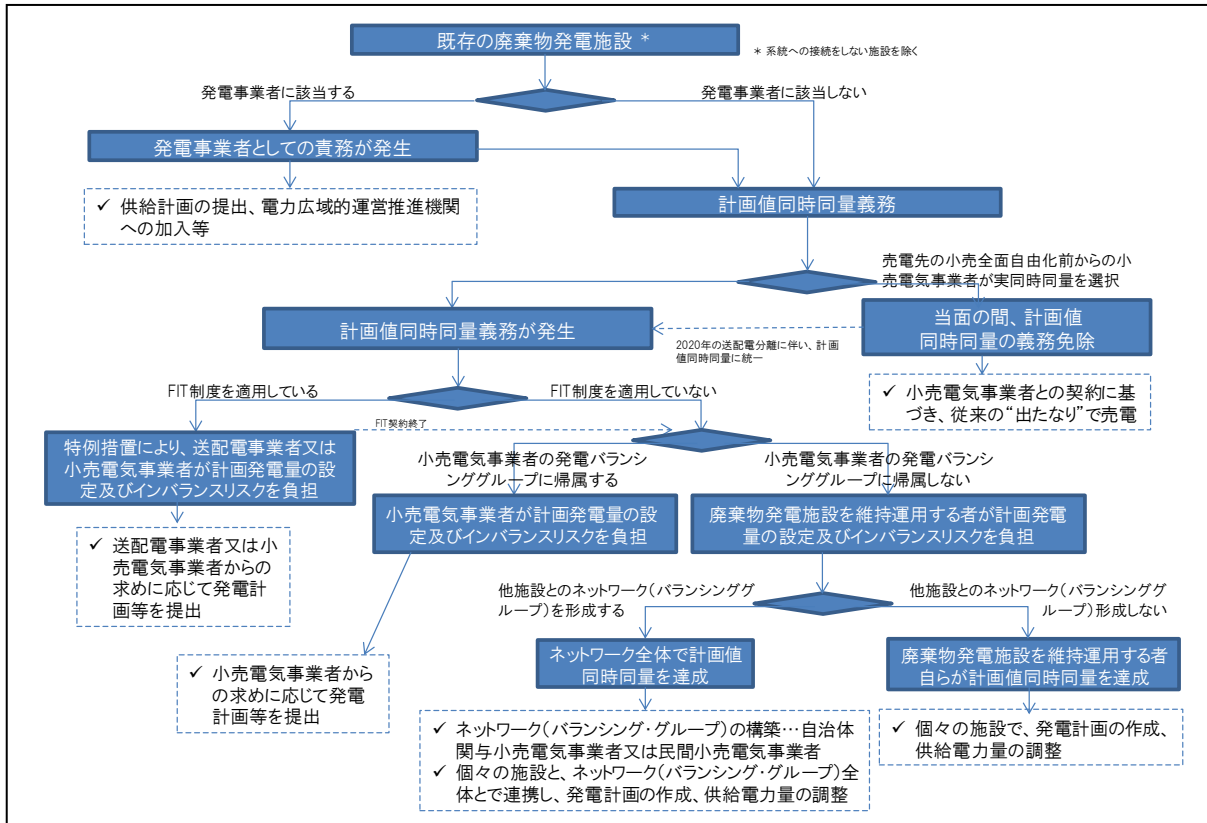 既存の廃棄物発電施設 *
* 系統への接続をしない施設を除く
発電事業者に該当する
発電事業者に該当しない
発電事業者としての責務が発生
✓ 供給計画の提出、電力広域的運営推進機関
への加入等
計画値同時同量義務
売電先の小売全面自由化前からの小
売電気事業者が実同時同量を選択
計画値同時同量義務が発生
当面の間、計画値
同時同量の義務免除
2020年の送配電分離に伴い、計画
値同時同量に統一
✓ 小売電気事業者との契約に基
づき、従来の“出たなり”で売電
FIT制度を適用している
FIT制度を適用していない
FIT契約終了
特例措置により、送配電事業者又は
小売電気事業者が計画発電量の設
定及びインバランスリスクを負担
小売電気事業者の発電バランシ
ンググループに帰属する
小売電気事業者の発電バランシ
ンググループに帰属しない
小売電気事業者が計画発電量の設
定及びインバランスリスクを負担
廃棄物発電施設を維持運用する者が計画発電
量の設定及びインバランスリスクを負担
✓ 送配電事業者又は小
売電気事業者からの
求めに応じて発電計
画等を提出
他施設とのネットワーク(バランシンググ
ループ)を形成する
他施設とのネットワーク(バランシンググ
ループ)形成しない
ネットワーク全体で計画値
同時同量を達成
廃棄物発電施設を維持運用する者
自らが計画値同時同量を達成
✓ 小売電気事業者か
らの求めに応じて発電
計画等を提出
✓ ネットワーク(バランシング・グループ)の構築…自治体
関与小売電気事業者又は民間小売電気事業者
✓ 個々の施設と、ネットワーク(バランシング・グループ)全
体とで連携し、発電計画の作成、供給電力量の調整
✓ 個々の施設で、発電計画の作成、
供給電力量の調整